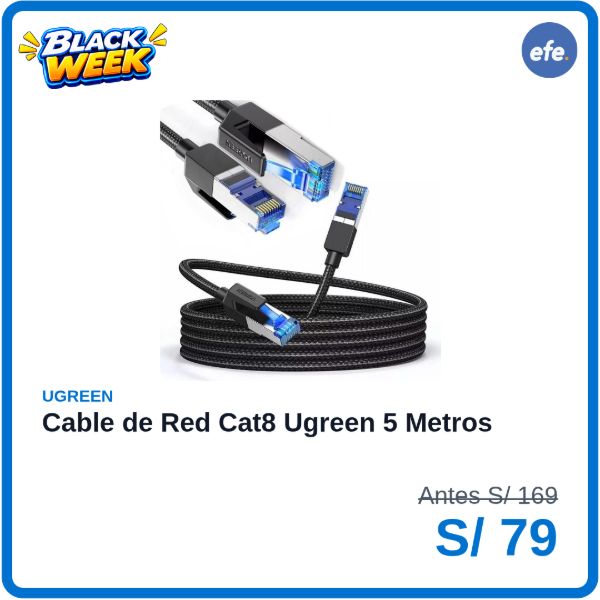 BLACK
WEEK
efe.
UGREEN
Cable de Red Cat8 Ugreen 5 Metros
Antes S/ 169
S/ 79